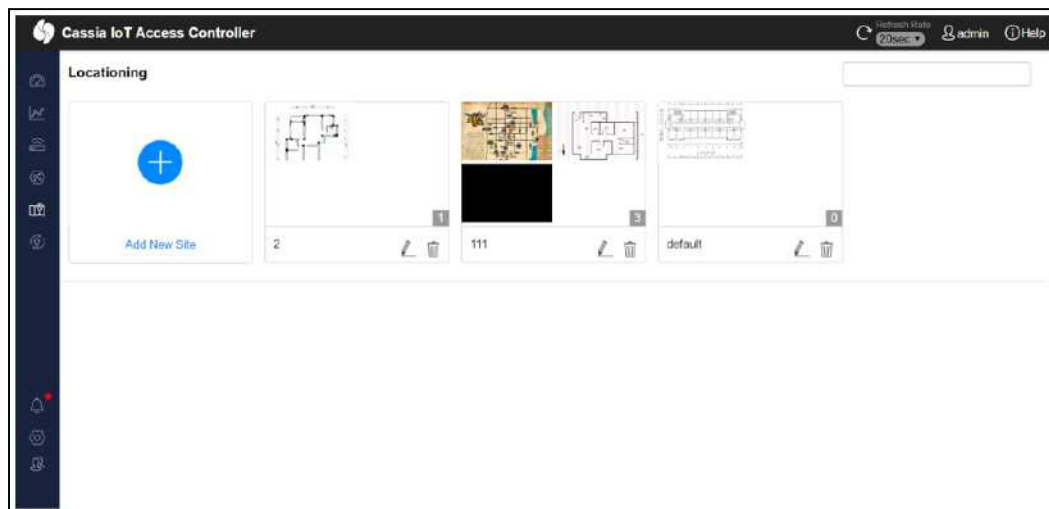 Cassia IoT Access Controller
Refresh Rate
20sec
admin
Help
Locationing
1
3
0
Add New Site
2
111
default